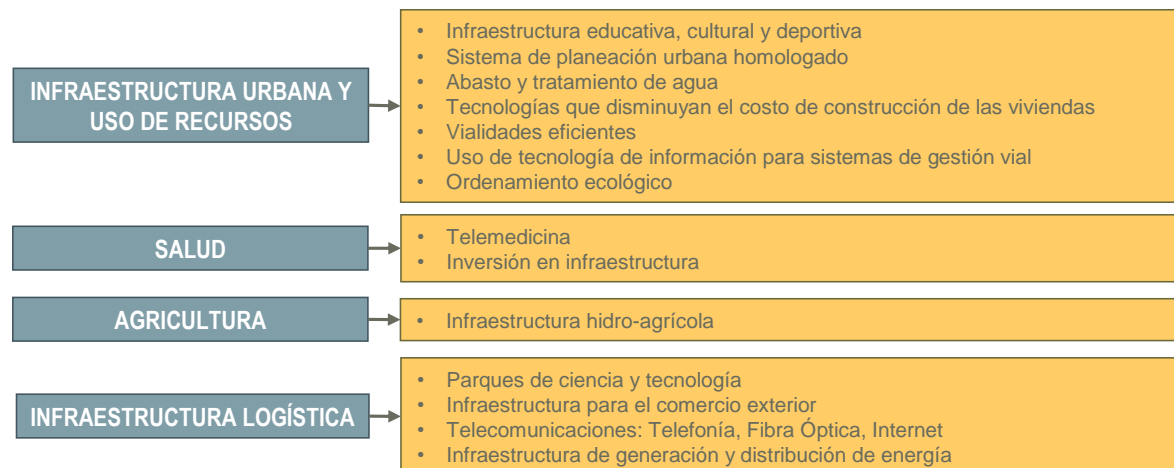 INFRAESTRUCTURA URBANA Y
USO DE RECURSOS
• Infraestructura educativa, cultural y deportiva
• Sistema de planeación urbana homologado
• Abasto y tratamiento de agua
• Tecnologías que disminuyan el costo de construcción de las viviendas
• Vialidades eficientes
• Uso de tecnología de información para sistemas de gestión vial
• Ordenamiento ecológico
SALUD
• Telemedicina
• Inversión en infraestructura
AGRICULTURA
• Infraestructura hidro-agrícola
INFRAESTRUCTURA LOGÍSTICA
• Parques de ciencia y tecnología
• Infraestructura para el comercio exterior
• Telecomunicaciones: Telefonía, Fibra Óptica, Internet
• Infraestructura de generación y distribución de energía